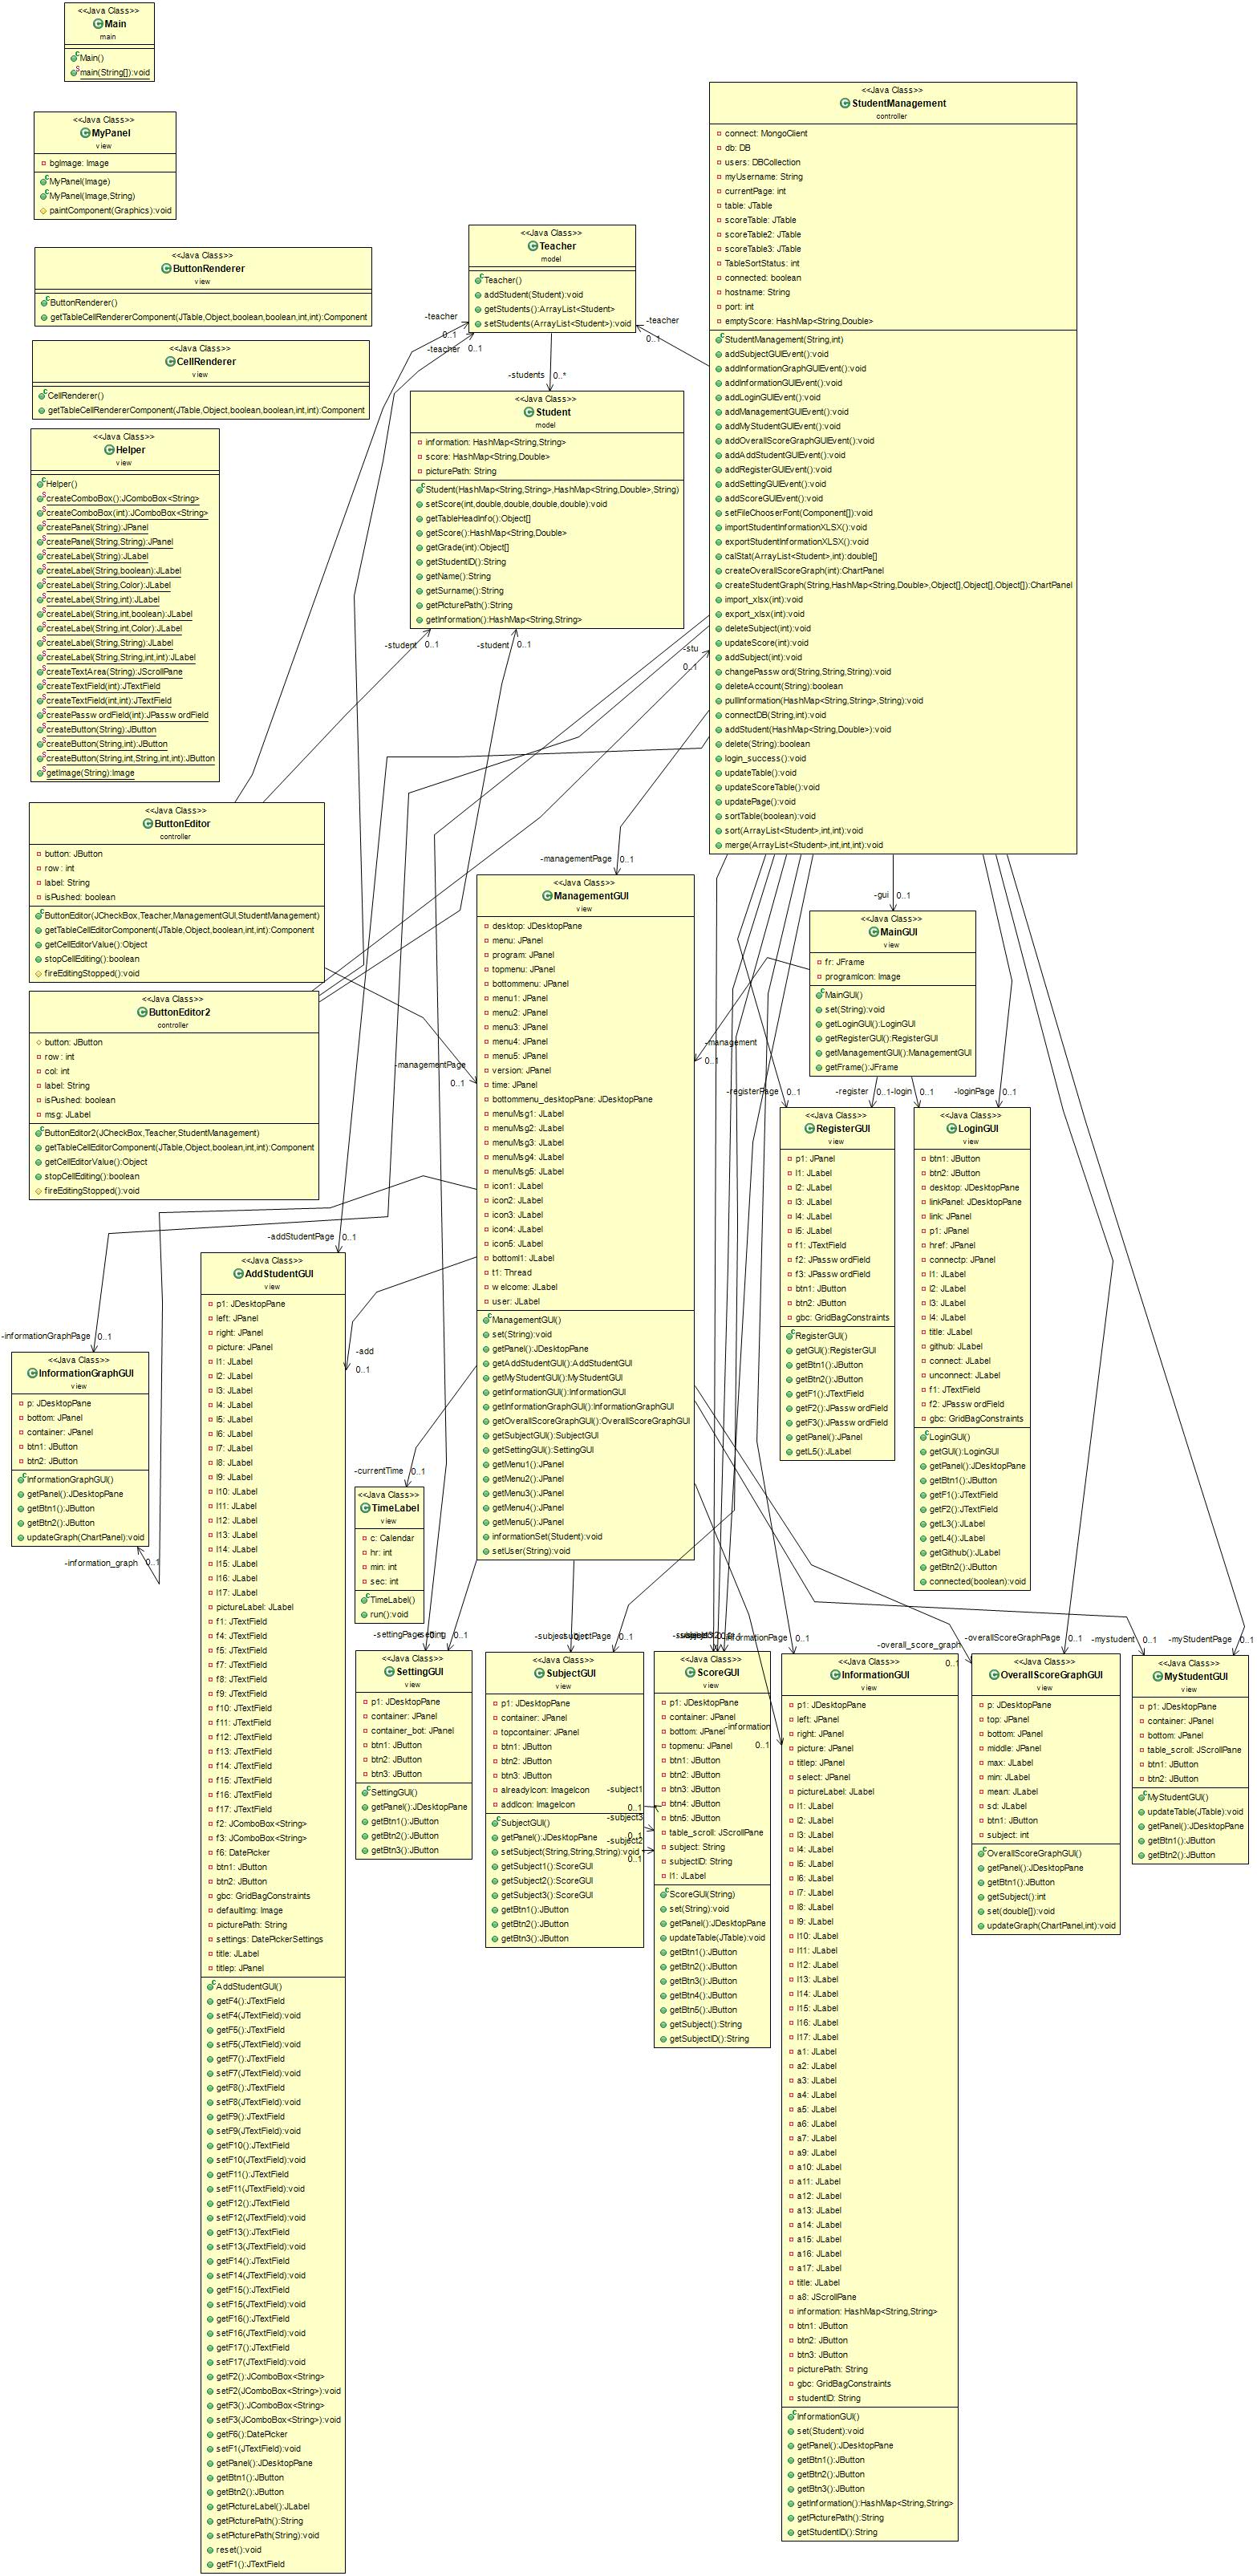 <<Java Class>>
Main
main
Main()
main(String[]):void
<<Java Class>>
MyPanel
view
bgImage: Image
MyPanel(Image)
MyPanel(Image,String)
paintComponent(Graphics):void
<<Java Class>>
ButtonRenderer
view
ButtonRenderer()
getTableCellRendererComponent(JTable,Object,boolean,boolean,int,int):Component
<<Java Class>>
CellRenderer
view
CellRenderer()
getTableCellRendererComponent(JTable,Object,boolean,boolean,int,int):Component
<<Java Class>>
Helper
view
Helper()
createComboBox():JComboBox<String>
createComboBox(int):JComboBox<String>
createPanel(String):JPanel
createPanel(String,String):JPanel
createLabel(String):JLabel
createLabel(String,boolean):JLabel
createLabel(String,Color):JLabel
createLabel(String,int):JLabel
createLabel(String,int,boolean):JLabel
createLabel(String,int,Color):JLabel
createLabel(String,String):JLabel
createLabel(String,String,int,int):JLabel
createTextArea(String):JScrollPane
createTextField(int):JTextField
createTextField(int,int):JTextField
createPasswordField(int):JPasswordField
createButton(String):JButton
createButton(String,int):JButton
createButton(String,int,String,int,int):JButton
getImage(String):Image
<<Java Class>>
Teacher
model
Teacher()
addStudent(Student):void
getStudents():ArrayList<Student>
setStudents(ArrayList<Student>):void
-teacher
0..1
-teacher
0..1
-teacher
0..1
-students
0..*
<<Java Class>>
Student
model
information: HashMap<String,String>
score: HashMap<String,Double>
picturePath: String
Student(HashMap<String,String>,HashMap<String,Double>,String)
setScore(int,double,double,double,double):void
getTableHeadInfo():Object[]
getScore():HashMap<String,Double>
getGrade(int):Object[]
getStudentID():String
getName():String
getSurname():String
getPicturePath():String
getInformation():HashMap<String,String>
-student
0..1
-student
0..1
<<Java Class>>
StudentManagement
controller
connect: MongoClient
db: DB
users: DBCollection
myUsername: String
currentPage: int
table: JTable
scoreTable: JTable
scoreTable2: JTable
scoreTable3: JTable
TableSortStatus: int
connected: boolean
hostname: String
port: int
emptyScore: HashMap<String,Double>
StudentManagement(String,int)
addSubjectGUIEvent():void
addInformationGraphGUIEvent():void
addInformationGUIEvent():void
addLoginGUIEvent():void
addManagementGUIEvent():void
addMyStudentGUIEvent():void
addOverallScoreGraphGUIEvent():void
addAddStudentGUIEvent():void
addRegisterGUIEvent():void
addSettingGUIEvent():void
addScoreGUIEvent():void
setFileChooserFont(Component[]):void
importStudentInformationXLSX():void
exportStudentInformationXLSX():void
calStat(ArrayList<Student>,int):double[]
createOverallScoreGraph(int):ChartPanel
createStudentGraph(String,HashMap<String,Double>,Object[],Object[],Object[]):ChartPanel
import_xlsx(int):void
export_xlsx(int):void
deleteSubject(int):void
updateScore(int):void
addSubject(int):void
changePassword(String,String,String):void
deleteAccount(String):boolean
pullInformation(HashMap<String,String>,String):void
connectDB(String,int):void
addStudent(HashMap<String,Double>):void
delete(String):boolean
login_success():void
updateTable():void
updateScoreTable():void
updatePage():void
sortTable(boolean):void
sort(ArrayList<Student>,int,int):void
merge(ArrayList<Student>,int,int,int):void
-stu
0..1
<<Java Class>>
ButtonEditor
controller
button: JButton
row: int
label: String
isPushed: boolean
ButtonEditor(JCheckBox,Teacher,ManagementGUI,StudentManagement)
getTableCellEditorComponent(JTable,Object,boolean,int,int):Component
getCellEditorValue():Object
stopCellEditing():boolean
fireEditingStopped():void
<<Java Class>>
ButtonEditor2
controller
button: JButton
row: int
col: int
label: String
isPushed: boolean
msg: JLabel
ButtonEditor2(JCheckBox,Teacher,StudentManagement)
getTableCellEditorComponent(JTable,Object,boolean,int,int):Component
getCellEditorValue():Object
stopCellEditing():boolean
fireEditingStopped():void
-managementPage
0..1
-managementPage
0..1
<<Java Class>>
ManagementGUI
view
desktop: JDesktopPane
menu: JPanel
program: JPanel
topmenu: JPanel
bottommenu: JPanel
menu1: JPanel
menu2: JPanel
menu3: JPanel
menu4: JPanel
menu5: JPanel
version: JPanel
time: JPanel
bottommenu_desktopPane: JDesktopPane
menuMsg1: JLabel
menuMsg2: JLabel
menuMsg3: JLabel
menuMsg4: JLabel
menuMsg5: JLabel
icon1: JLabel
icon2: JLabel
icon3: JLabel
icon4: JLabel
icon5: JLabel
bottoml1: JLabel
t1: Thread
welcome: JLabel
user: JLabel
ManagementGUI()
set(String):void
getPanel():JDesktopPane
getAddStudentGUI():AddStudentGUI
getMyStudentGUI():MyStudentGUI
getInformationGUI():InformationGUI
getInformationGraphGUI():InformationGraphGUI
getOverallScoreGraphGUI():OverallScoreGraphGUI
getSubjectGUI():SubjectGUI
getSettingGUI():SettingGUI
getMenu1():JPanel
getMenu2():JPanel
getMenu3():JPanel
getMenu4():JPanel
getMenu5():JPanel
informationSet(Student):void
setUser(String):void
-gui
0..1
<<Java Class>>
MainGUI
view
fr: JFrame
programIcon: Image
MainGUI()
set(String):void
getLoginGUI():LoginGUI
getRegisterGUI():RegisterGUI
getManagementGUI():ManagementGUI
getFrame():JFrame
-management
0..1
-registerPage
0..1
-register
0..1
-login
0..1
-loginPage
0..1
<<Java Class>>
RegisterGUI
view
p1: JPanel
l1: JLabel
l2: JLabel
l3: JLabel
l4: JLabel
l5: JLabel
f1: JTextField
f2: JPasswordField
f3: JPasswordField
btn1: JButton
btn2: JButton
gbc: GridBagConstraints
RegisterGUI()
getGUI():RegisterGUI
getBtn1():JButton
getBtn2():JButton
getF1():JTextField
getF2():JPasswordField
getF3():JPasswordField
getPanel():JPanel
getL5():JLabel
<<Java Class>>
LoginGUI
view
btn1: JButton
btn2: JButton
desktop: JDesktopPane
linkPanel: JDesktopPane
link: JPanel
p1: JPanel
href: JPanel
connectp: JPanel
l1: JLabel
l2: JLabel
l3: JLabel
l4: JLabel
title: JLabel
github: JLabel
connect: JLabel
unconnect: JLabel
f1: JTextField
f2: JPasswordField
gbc: GridBagConstraints
LoginGUI()
getGUI():LoginGUI
getPanel():JDesktopPane
getBtn1():JButton
getF1():JTextField
getF2():JTextField
getL3():JLabel
getL4():JLabel
getGithub():JLabel
getBtn2():JButton
connected(boolean):void
-addStudentPage
0..1
-add
0..1
<<Java Class>>
AddStudentGUI
view
p1: JDesktopPane
left: JPanel
right: JPanel
picture: JPanel
l1: JLabel
l2: JLabel
l3: JLabel
l4: JLabel
l5: JLabel
l6: JLabel
l7: JLabel
l8: JLabel
l9: JLabel
l10: JLabel
l11: JLabel
l12: JLabel
l13: JLabel
l14: JLabel
l15: JLabel
l16: JLabel
l17: JLabel
pictureLabel: JLabel
f1: JTextField
f4: JTextField
f5: JTextField
f7: JTextField
f8: JTextField
f9: JTextField
f10: JTextField
f11: JTextField
f12: JTextField
f13: JTextField
f14: JTextField
f15: JTextField
f16: JTextField
f17: JTextField
f2: JComboBox<String>
f3: JComboBox<String>
f6: DatePicker
btn1: JButton
btn2: JButton
gbc: GridBagConstraints
defaultImg: Image
picturePath: String
settings: DatePickerSettings
title: JLabel
titlep: JPanel
AddStudentGUI()
getF4():JTextField
setF4(JTextField):void
getF5():JTextField
setF5(JTextField):void
getF7():JTextField
setF7(JTextField):void
getF8():JTextField
setF8(JTextField):void
getF9():JTextField
setF9(JTextField):void
getF10():JTextField
setF10(JTextField):void
getF11():JTextField
setF11(JTextField):void
getF12():JTextField
setF12(JTextField):void
getF13():JTextField
setF13(JTextField):void
getF14():JTextField
setF14(JTextField):void
getF15():JTextField
setF15(JTextField):void
getF16():JTextField
setF16(JTextField):void
getF17():JTextField
setF17(JTextField):void
getF2():JComboBox<String>
setF2(JComboBox<String>):void
getF3():JComboBox<String>
setF3(JComboBox<String>):void
getF6():DatePicker
setF1(JTextField):void
getPanel():JDesktopPane
getBtn1():JButton
getBtn2():JButton
getPictureLabel():JLabel
getPicturePath():String
setPicturePath(String):void
reset():void
getF1():JTextField
-informationGraphPage
0..1
<<Java Class>>
InformationGraphGUI
view
p: JDesktopPane
bottom: JPanel
container: JPanel
btn1: JButton
btn2: JButton
InformationGraphGUI()
getPanel():JDesktopPane
getBtn1():JButton
getBtn2():JButton
updateGraph(ChartPanel):void
-information_graph
0..1
-currentTime
0..1
<<Java Class>>
TimeLabel
view
c: Calendar
hr: int
min: int
sec: int
TimeLabel()
run():void
-settingPage
0..1
<<Java Class>>
SettingGUI
view
p1: JDesktopPane
container: JPanel
container_bot: JPanel
btn1: JButton
btn2: JButton
btn3: JButton
SettingGUI()
getPanel():JDesktopPane
getBtn1():JButton
getBtn2():JButton
getBtn3():JButton
-subject
0..1
<<Java Class>>
SubjectGUI
view
p1: JDesktopPane
container: JPanel
topcontainer: JPanel
btn1: JButton
btn2: JButton
btn3: JButton
alreadyIcon: ImageIcon
addIcon: ImageIcon
SubjectGUI()
getPanel():JDesktopPane
setSubject(String,String,String):void
getSubject1():ScoreGUI
getSubject2():ScoreGUI
getSubject3():ScoreGUI
getBtn1():JButton
getBtn2():JButton
getBtn3():JButton
-subject1
0..1
-subject3
0..1
-subject2
0..1
<<Java Class>>
ScoreGUI
view
p1: JDesktopPane
container: JPanel
bottom: JPanel
topmenu: JPanel
btn1: JButton
btn2: JButton
btn3: JButton
btn4: JButton
btn5: JButton
table_scroll: JScrollPane
subject: String
subjectID: String
l1: JLabel
ScoreGUI(String)
set(String):void
getPanel():JDesktopPane
updateTable(JTable):void
getBtn1():JButton
getBtn2():JButton
getBtn3():JButton
getBtn4():JButton
getBtn5():JButton
getSubject():String
getSubjectID():String
-information
0..1
0..1
<<Java Class>>
InformationGUI
view
p1: JDesktopPane
left: JPanel
right: JPanel
picture: JPanel
titlep: JPanel
select: JPanel
pictureLabel: JLabel
l1: JLabel
l2: JLabel
l3: JLabel
l4: JLabel
l5: JLabel
l6: JLabel
l7: JLabel
l8: JLabel
l9: JLabel
l10: JLabel
l11: JLabel
l12: JLabel
l13: JLabel
l14: JLabel
l15: JLabel
l16: JLabel
l17: JLabel
a1: JLabel
a2: JLabel
a3: JLabel
a4: JLabel
a5: JLabel
a6: JLabel
a7: JLabel
a9: JLabel
a10: JLabel
a11: JLabel
a12: JLabel
a13: JLabel
a14: JLabel
a15: JLabel
a16: JLabel
a17: JLabel
title: JLabel
a8: JScrollPane
information: HashMap<String,String>
btn1: JButton
btn2: JButton
btn3: JButton
picturePath: String
gbc: GridBagConstraints
studentID: String
InformationGUI()
set(Student):void
getPanel():JDesktopPane
getBtn1():JButton
getBtn2():JButton
getBtn3():JButton
getInformation():HashMap<String,String>
getPicturePath():String
getStudentID():String
-overall_score_graph
0..1
-overallScoreGraphPage
0..1
<<Java Class>>
OverallScoreGraphGUI
view
p: JDesktopPane
top: JPanel
bottom: JPanel
middle: JPanel
max: JLabel
min: JLabel
mean: JLabel
sd: JLabel
btn1: JButton
subject: int
OverallScoreGraphGUI()
getPanel():JDesktopPane
getBtn1():JButton
getSubject():int
set(double[]):void
updateGraph(ChartPanel,int):void
-mystudent
0..1
-myStudentPage
0..1
<<Java Class>>
MyStudentGUI
view
p1: JDesktopPane
container: JPanel
bottom: JPanel
table_scroll: JScrollPane
btn1: JButton
btn2: JButton
MyStudentGUI()
updateTable(JTable):void
getPanel():JDesktopPane
getBtn1():JButton
getBtn2():JButton